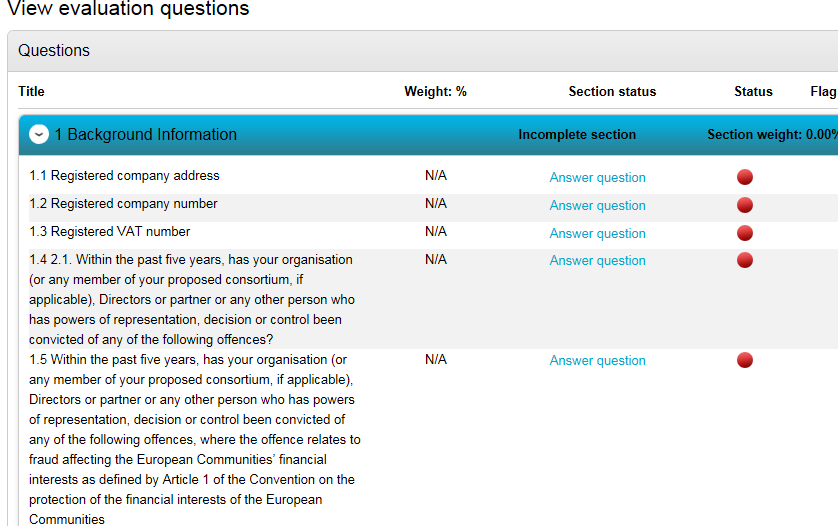 View evaluation questions
Questions
Title Weight: % Section status Status Flag
1 Background Information Incomplete section Section weight: 0.00%
1.1 Registered company address N/A Answer question
1.2 Registered company number N/A Answer question
1.3 Registered VAT number N/A Answer question
1.4 2.1. Within the past five years, has your organisation N/A Answer question
(or any member of your proposed consortium, if
applicable), Directors or partner or any other person who
has powers of representation, decision or control been
convicted of any of the following offences?
1.5 Within the past five years, has your organisation (or N/A Answer question
any member of your proposed consortium, if applicable),
Directors or partner or any other person who has powers
of representation, decision or control been convicted of
any of the following offences, where the offence relates to
fraud affecting the European Communities’ financial
interests as defined by Article 1 of the Convention on the
protection of the financial interests of the European
Communities